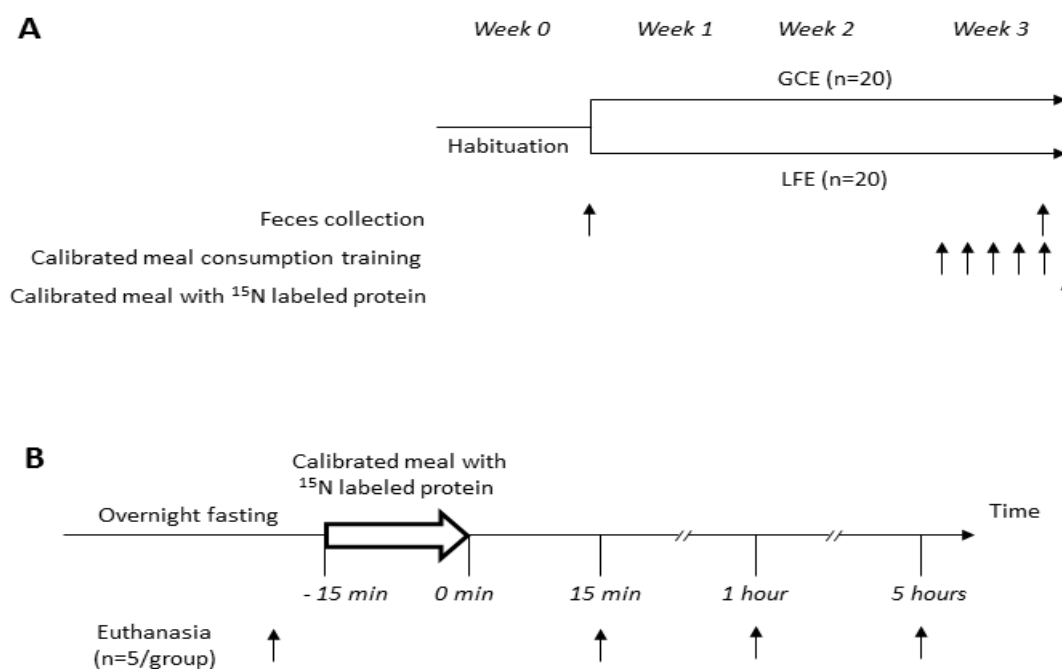 A
Week 0 Week 1 Week 2 Week 3
GCE (n=20)
Habituation
LFE (n=20)
Feces collection
Calibrated meal consumption training
Calibrated meal with ¹⁵N labeled protein
B
Calibrated meal with
¹⁵N labeled protein
Overnight fasting
Time
- 15 min 0 min 15 min 1 hour 5 hours
Euthanasia
(n=5/group)